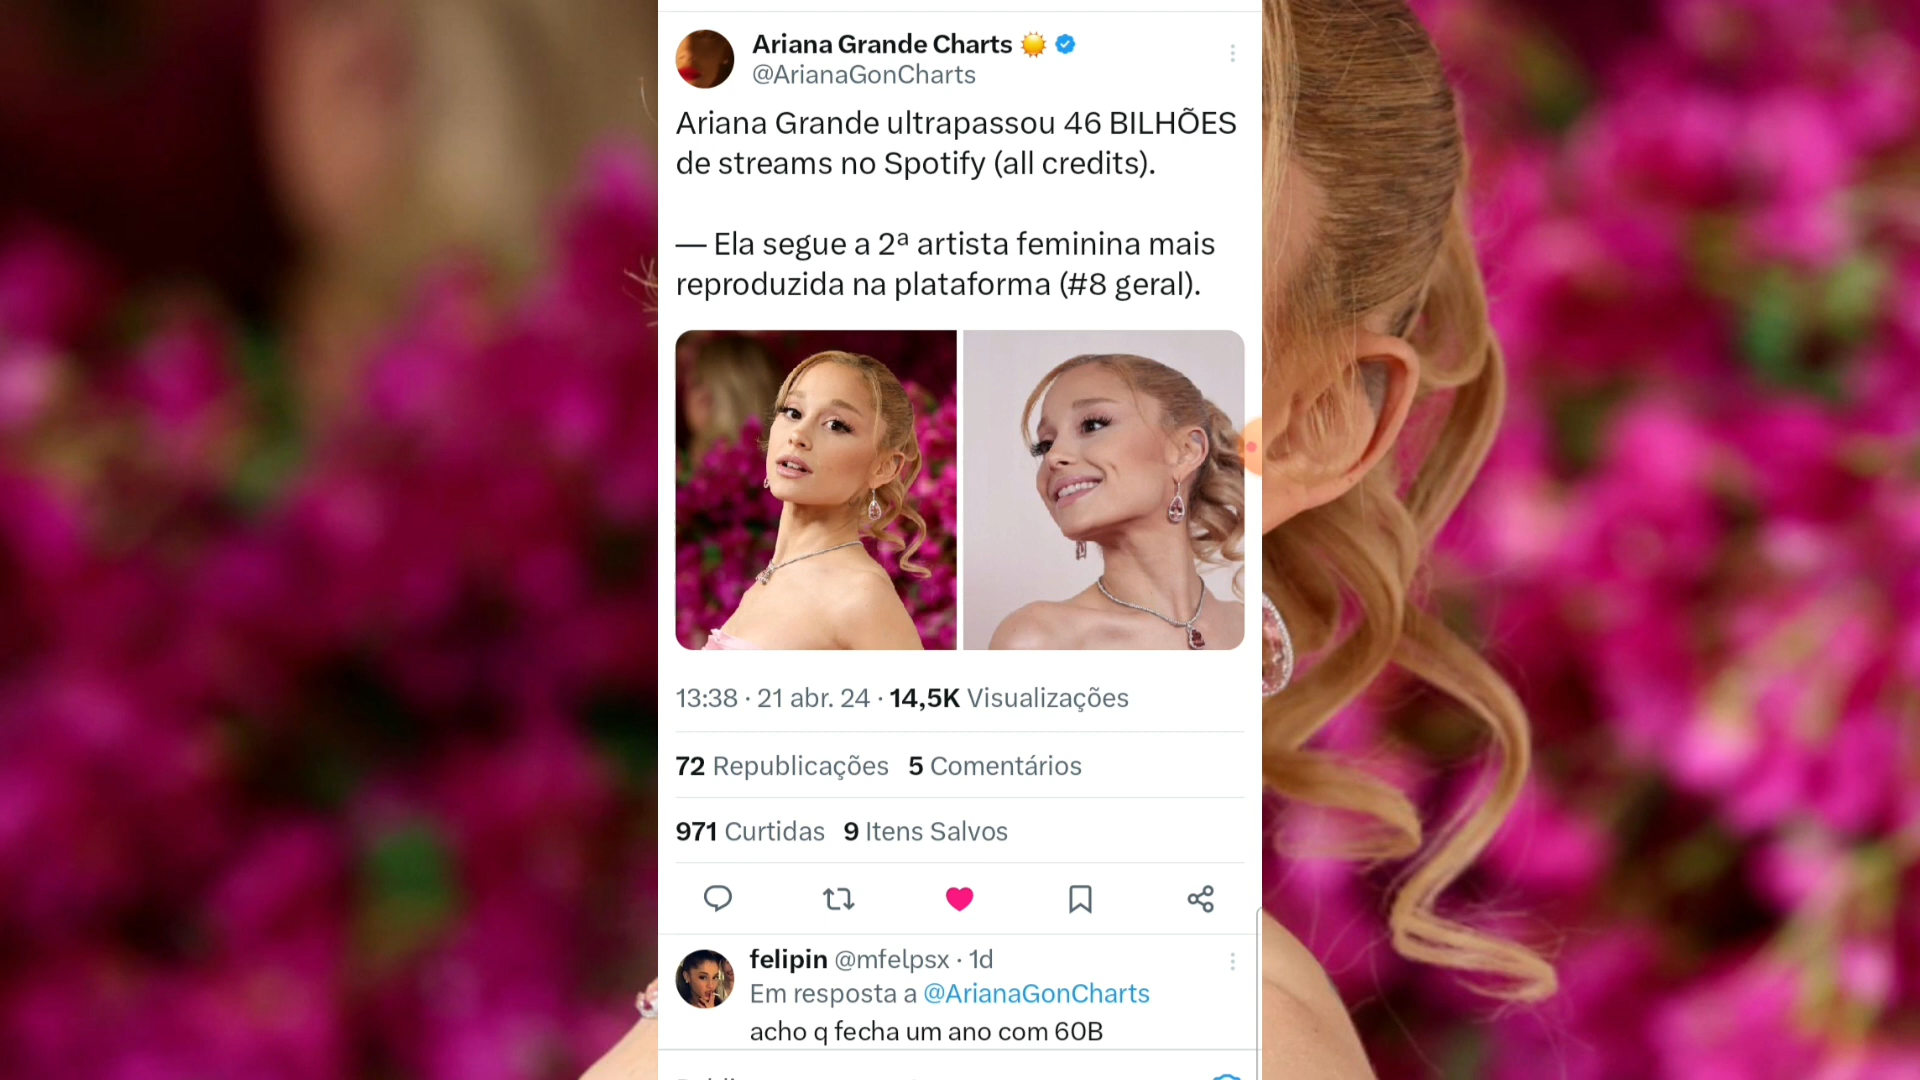 Ariana Grande Charts ☀️
@ArianaGonCharts
Ariana Grande ultrapassou 46 BILHÕES
de streams no Spotify (all credits).
— Ela segue a 2ª artista feminina mais
reproduzida na plataforma (#8 geral).
13:38 · 21 abr. 24 · 14,5K Visualizações
72 Republicações 5 Comentários
971 Curtidas 9 Itens Salvos
felipin @mfelpsx · 1d
Em resposta a @ArianaGonCharts
acho q fecha um ano com 60B